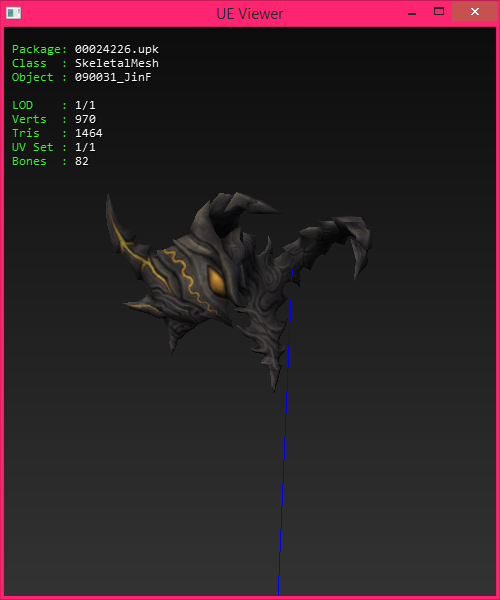 UE Viewer
Package: 00024226.upk
Class  : SkeletalMesh
Object : 090031_JinF
LOD    : 1/1
Verts  : 970
Tris   : 1464
UV Set : 1/1
Bones  : 82